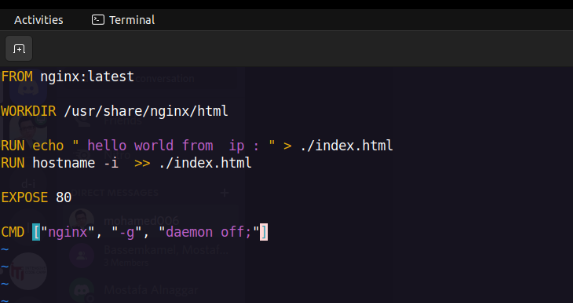 Activities Terminal
FROM nginx:latest
WORKDIR /usr/share/nginx/html
RUN echo " hello world from  ip : " > ./index.html
RUN hostname -i  >> ./index.html
EXPOSE 80
CMD ["nginx", "-g", "daemon off;"]
~
~
~
~